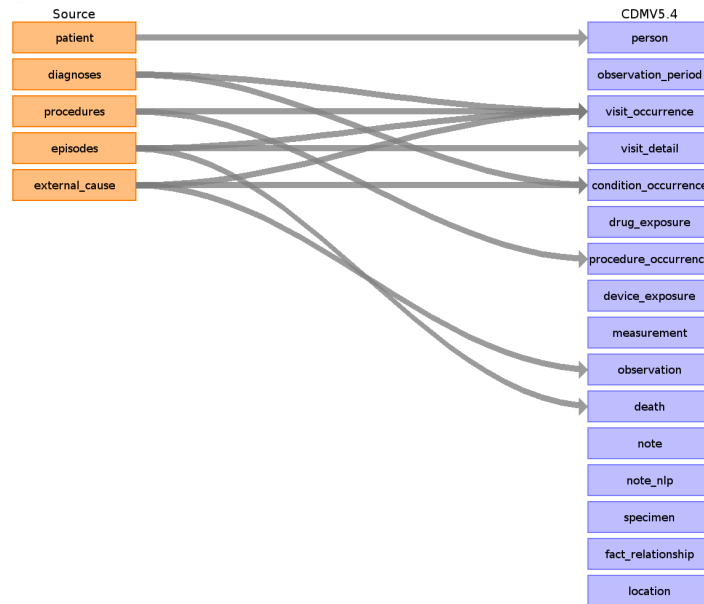 Source
CDMV5.4
patient
person
diagnoses
observation_period
procedures
visit_occurrence
episodes
visit_detail
external_cause
condition_occurrence
drug_exposure
procedure_occurrenc
device_exposure
measurement
observation
death
note
note_nlp
specimen
fact_relationship
location